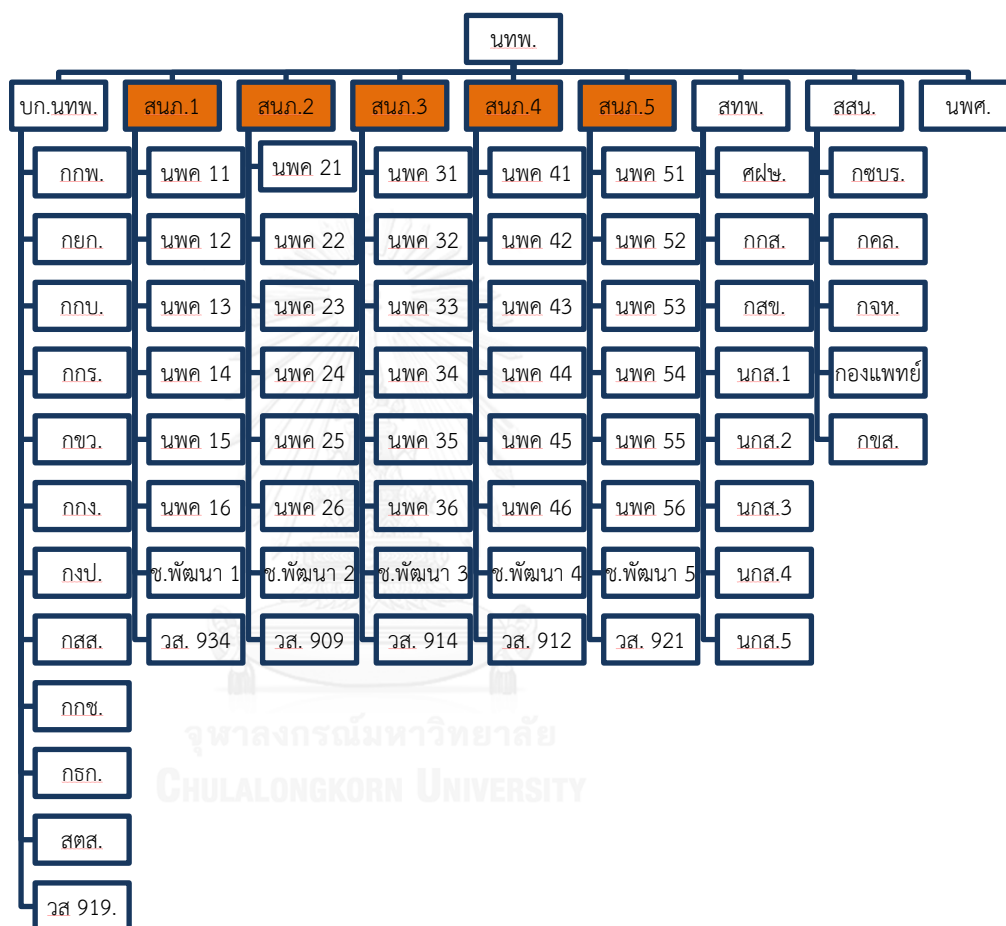 นทพ.
บก.นทพ. สนภ.1 สนภ.2 สนภ.3 สนภ.4 สนภ.5 สทพ. สสน. นพศ.
กกพ. นพค 11 นพค 21 นพค 31 นพค 41 นพค 51 ศฝษ. กซบร.
กยก. นพค 12 นพค 22 นพค 32 นพค 42 นพค 52 กกส. กคล.
กกบ. นพค 13 นพค 23 นพค 33 นพค 43 นพค 53 กสข. กจห.
กกร. นพค 14 นพค 24 นพค 34 นพค 44 นพค 54 นกส.1 กองแพทย์
กขว. นพค 15 นพค 25 นพค 35 นพค 45 นพค 55 นกส.2 กขส.
กกง. นพค 16 นพค 26 นพค 36 นพค 46 นพค 56 นกส.3
กงป. ช.พัฒนา 1 ช.พัฒนา 2 ช.พัฒนา 3 ช.พัฒนา 4 ช.พัฒนา 5 นกส.4
กสส. วส. 934 วส. 909 วส. 914 วส. 912 วส. 921 นกส.5
กกช.
กธก.
สตส.
วส 919.
จุฬาลงกรณ์มหาวิทยาลัย
CHULALONGKORN UNIVERSITY